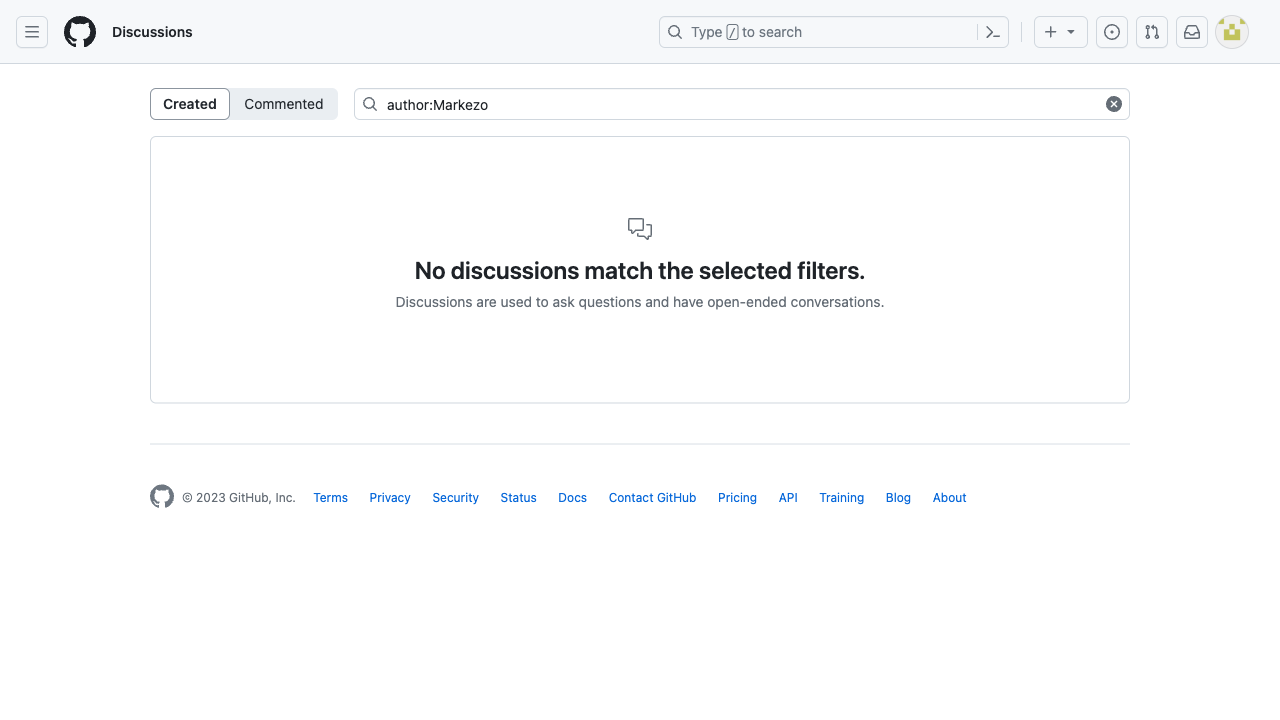 Discussions
Type / to search
Created
Commented
author:Markezo
No discussions match the selected filters.
Discussions are used to ask questions and have open-ended conversations.
© 2023 GitHub, Inc. Terms Privacy Security Status Docs Contact GitHub Pricing API Training Blog About